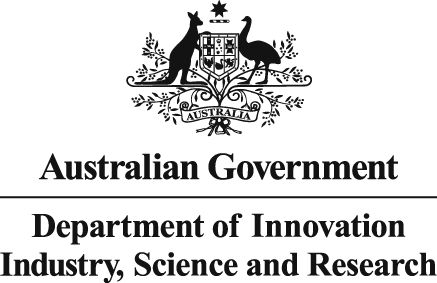 AUSTRALIA
Australian Government
Department of Innovation
Industry, Science and Research